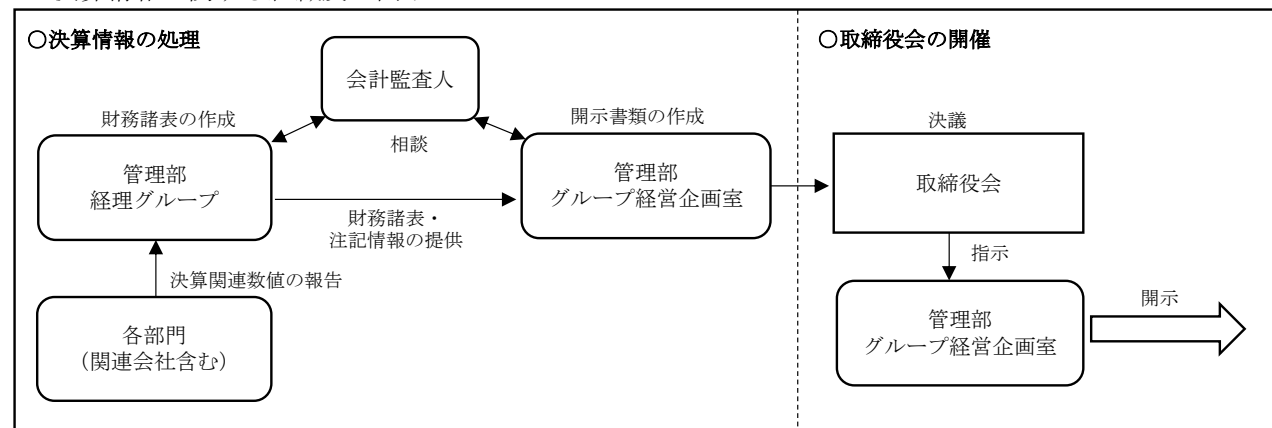 ○決算情報の処理
会計監査人
財務諸表の作成
相談
開示書類の作成
管理部
経理グループ
財務諸表・
注記情報の提供
管理部
グループ経営企画室
決算関連数値の報告
各部門
(関連会社含む)
○取締役会の開催
決議
取締役会
指示
管理部
グループ経営企画室
開示